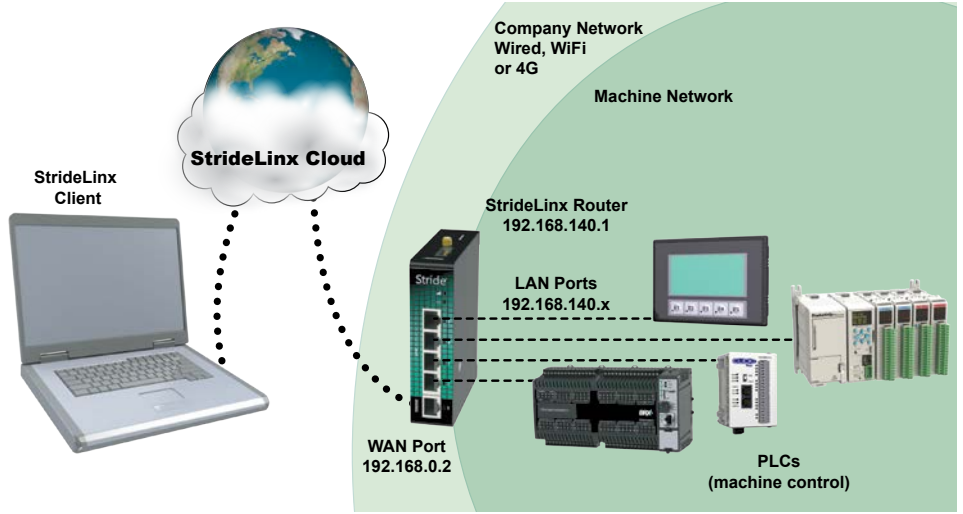 Company Network
Wired, WiFi
or 4G
Machine Network
StrideLinx Cloud
StrideLinx
Client
StrideLinx Router
192.168.140.1
Stride
LAN Ports
192.168.140.x
WAN Port
192.168.0.2
PLCs
(machine control)